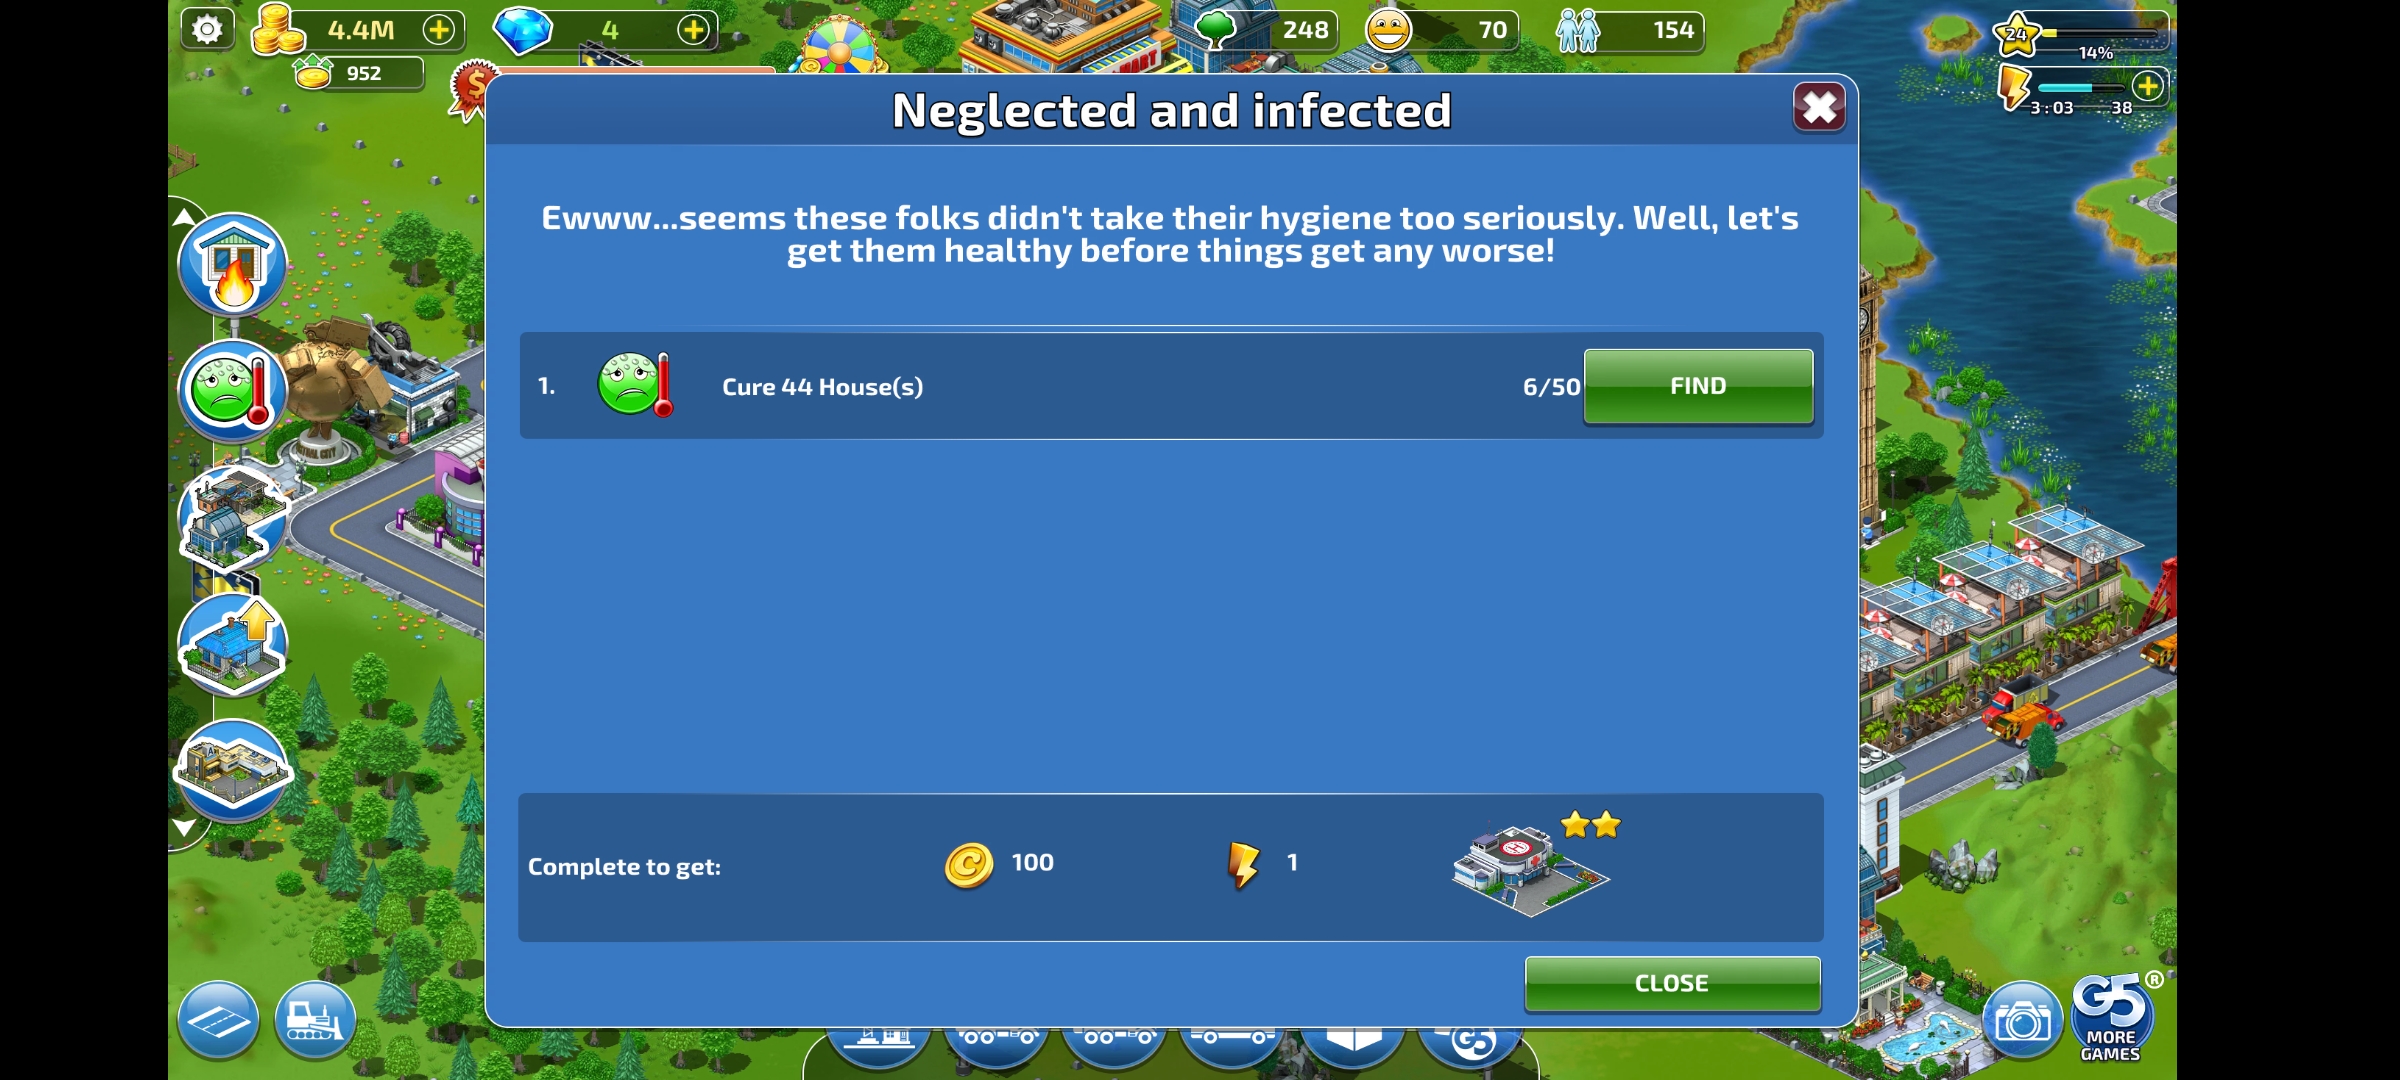 4.4M
4
248
70
154
24
14%
952
3:03
38
Neglected and infected
Ewww...seems these folks didn't take their hygiene too seriously. Well, let's
get them healthy before things get any worse!
1.
Cure 44 House(s)
6/50
FIND
Complete to get:
100
1
CLOSE
G5
G5 ®
MORE
GAMES